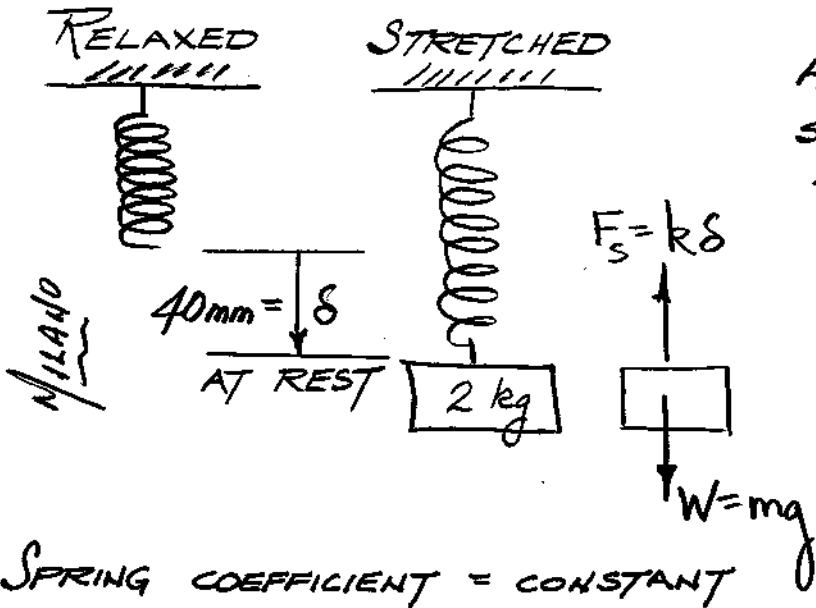 RELAXED
STRETCHED
Fs = kδ
40mm = δ
AT REST
2 kg
W = mg
SPRING COEFFICIENT = CONSTANT